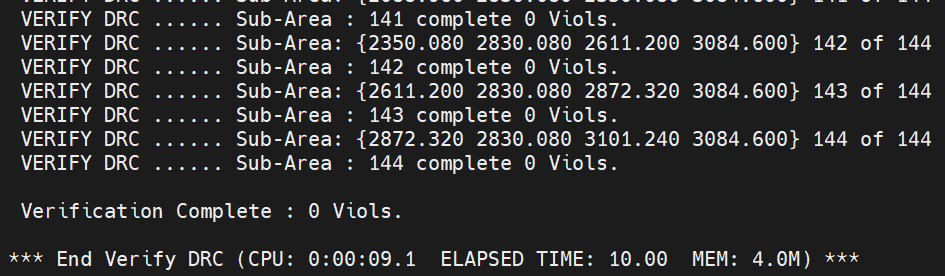 VERIFY DRC ...... Sub-Area : 141 complete 0 Viols.
VERIFY DRC ...... Sub-Area: {2350.080 2830.080 2611.200 3084.600} 142 of 144
VERIFY DRC ...... Sub-Area : 142 complete 0 Viols.
VERIFY DRC ...... Sub-Area: {2611.200 2830.080 2872.320 3084.600} 143 of 144
VERIFY DRC ...... Sub-Area : 143 complete 0 Viols.
VERIFY DRC ...... Sub-Area: {2872.320 2830.080 3101.240 3084.600} 144 of 144
VERIFY DRC ...... Sub-Area : 144 complete 0 Viols.
Verification Complete : 0 Viols.
*** End Verify DRC (CPU: 0:00:09.1 ELAPSED TIME: 10.00 MEM: 4.0M) ***